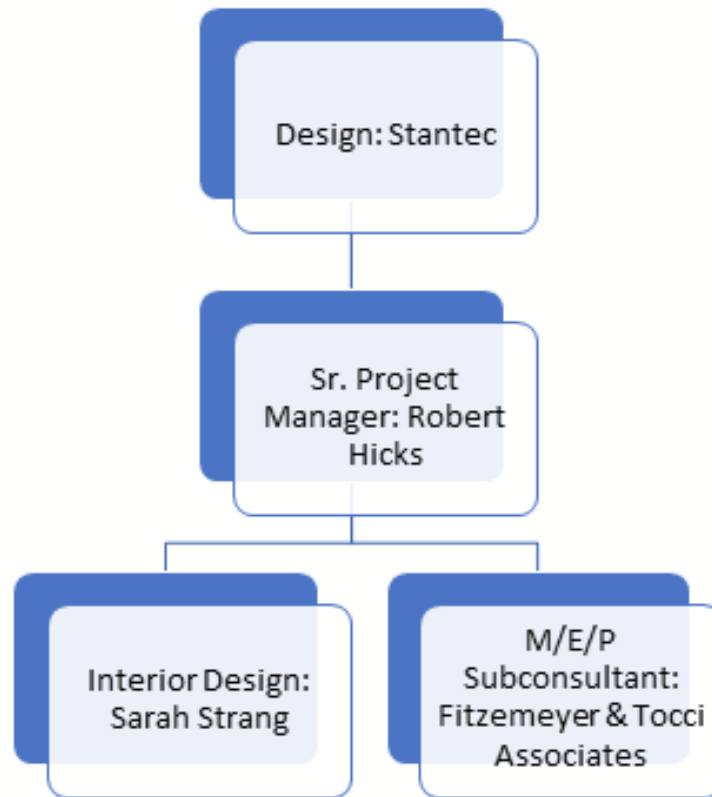 Design: Stantec
Sr. Project
Manager: Robert
Hicks
Interior Design:
Sarah Strang
M/E/P
Subconsultant:
Fitzemeyer & Tocci
Associates